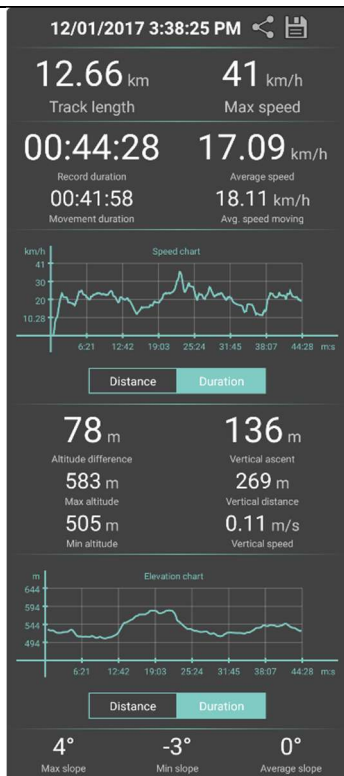 12/01/2017 3:38:25 PM
12.66 km 41 km/h
Track length Max speed
00:44:28 17.09 km/h
Record duration Average speed
00:41:58 18.11 km/h
Movement duration Avg. speed moving
km/h Speed chart
41
30
20
10.28
6:21 12:42 19:03 25:24 31:45 38:07 44:28 m:s
Distance Duration
78 m 136 m
Altitude difference Vertical ascent
583 m 269 m
Max altitude Vertical distance
505 m 0.11 m/s
Min altitude Vertical speed
m Elevation chart
644
594
544
494
6:21 12:42 19:03 25:24 31:45 38:07 44:28 m:s
Distance Duration
4° -3° 0°
Max slope Min slope Average slope